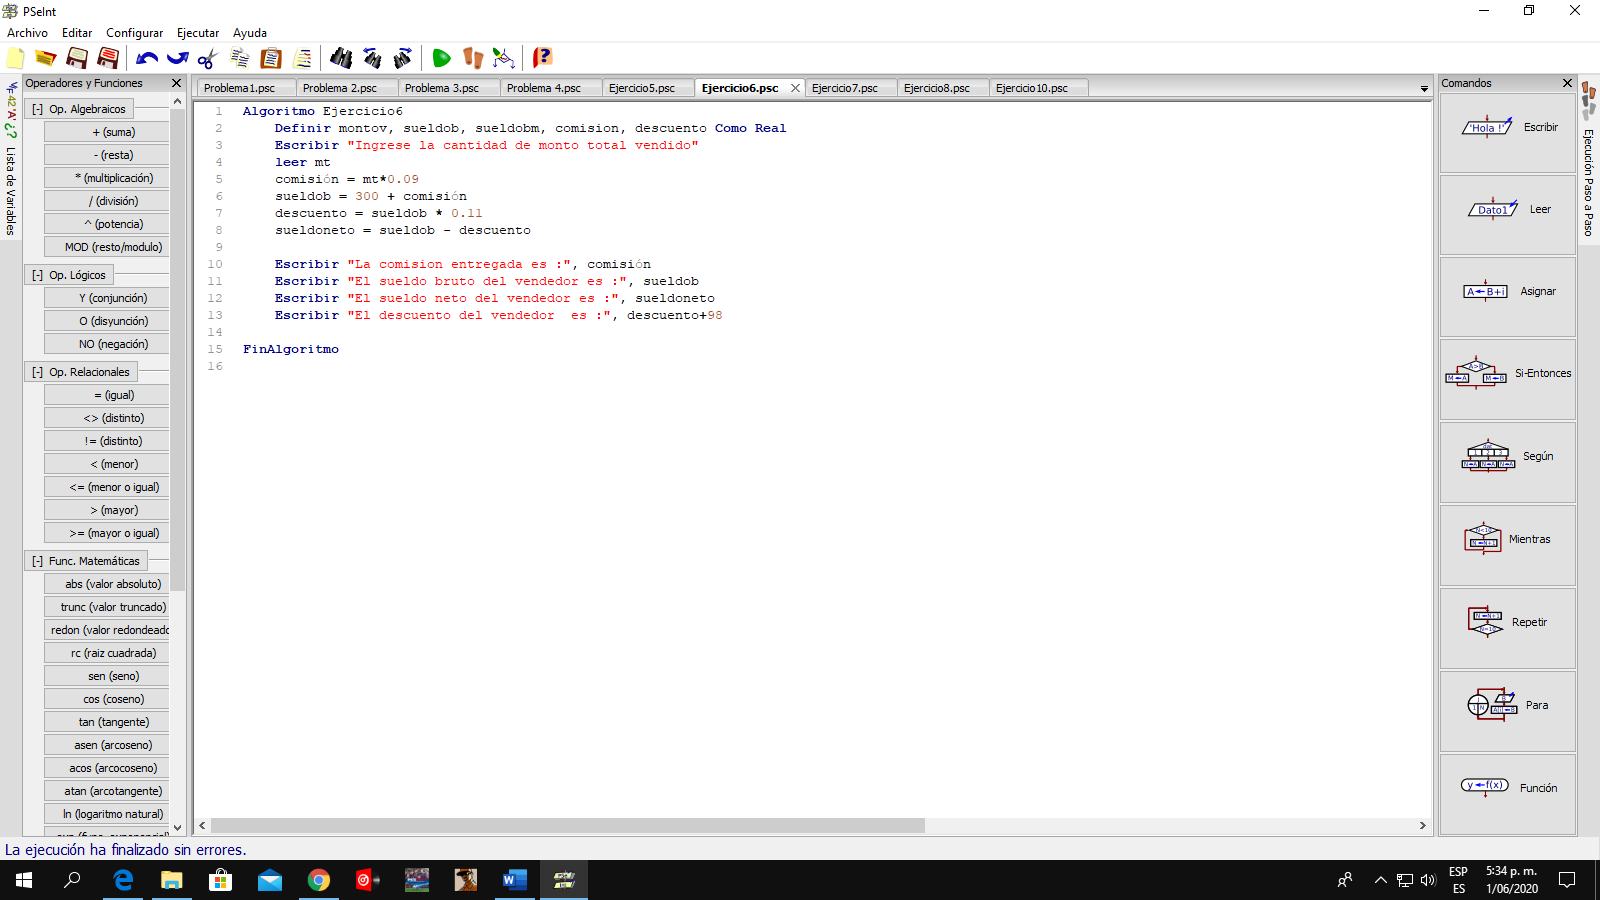 PSeInt
Archivo Editar Configurar Ejecutar Ayuda
Operadores y Funciones
Problema1.psc Problema 2.psc Problema 3.psc Problema 4.psc Ejercicio5.psc Ejercicio6.psc Ejercicio7.psc Ejercicio8.psc Ejercicio10.psc
Comandos
Lista de Variables
[-] Op. Algebraicos
+ (suma)
- (resta)
* (multiplicación)
/ (división)
^ (potencia)
MOD (resto/modulo)
[-] Op. Lógicos
Y (conjunción)
O (disyunción)
NO (negación)
[-] Op. Relacionales
= (igual)
<> (distinto)
!= (distinto)
< (menor)
<= (menor o igual)
> (mayor)
>= (mayor o igual)
[-] Func. Matemáticas
abs (valor absoluto)
trunc (valor truncado)
redon (valor redondeado
rc (raiz cuadrada)
sen (seno)
cos (coseno)
tan (tangente)
asen (arcoseno)
acos (arcocoseno)
atan (arcotangente)
ln (logaritmo natural)
1 Algoritmo Ejercicio6
2 Definir montov, sueldob, sueldobm, comision, descuento Como Real
3 Escribir "Ingrese la cantidad de monto total vendido"
4 leer mt
5 comisión = mt*0.09
6 sueldob = 300 + comisión
7 descuento = sueldob * 0.11
8 sueldoneto = sueldob - descuento
9
10 Escribir "La comision entregada es :", comisión
11 Escribir "El sueldo bruto del vendedor es :", sueldob
12 Escribir "El sueldo neto del vendedor es :", sueldoneto
13 Escribir "El descuento del vendedor  es :", descuento+98
14
15 FinAlgoritmo
16
'Hola !' Escribir
Dato1 Leer
A←B+i Asignar
Si-Entonces
Según
Mientras
Repetir
Para
y←f(x) Función
Ejecución Paso a Paso
La ejecución ha finalizado sin errores.
ESP
ES
5:34 p. m.
1/06/2020